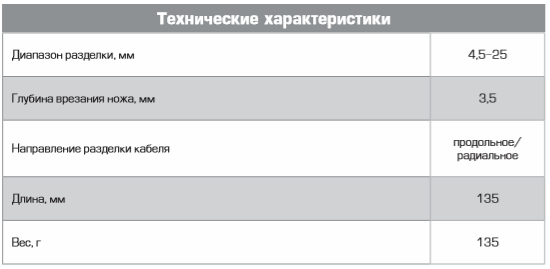 Технические характеристики
Диапазон разделки, мм 4,5–25
Глубина врезания ножа, мм 3,5
Направление разделки кабеля продольное/
радиальное
Длина, мм 135
Вес, г 135